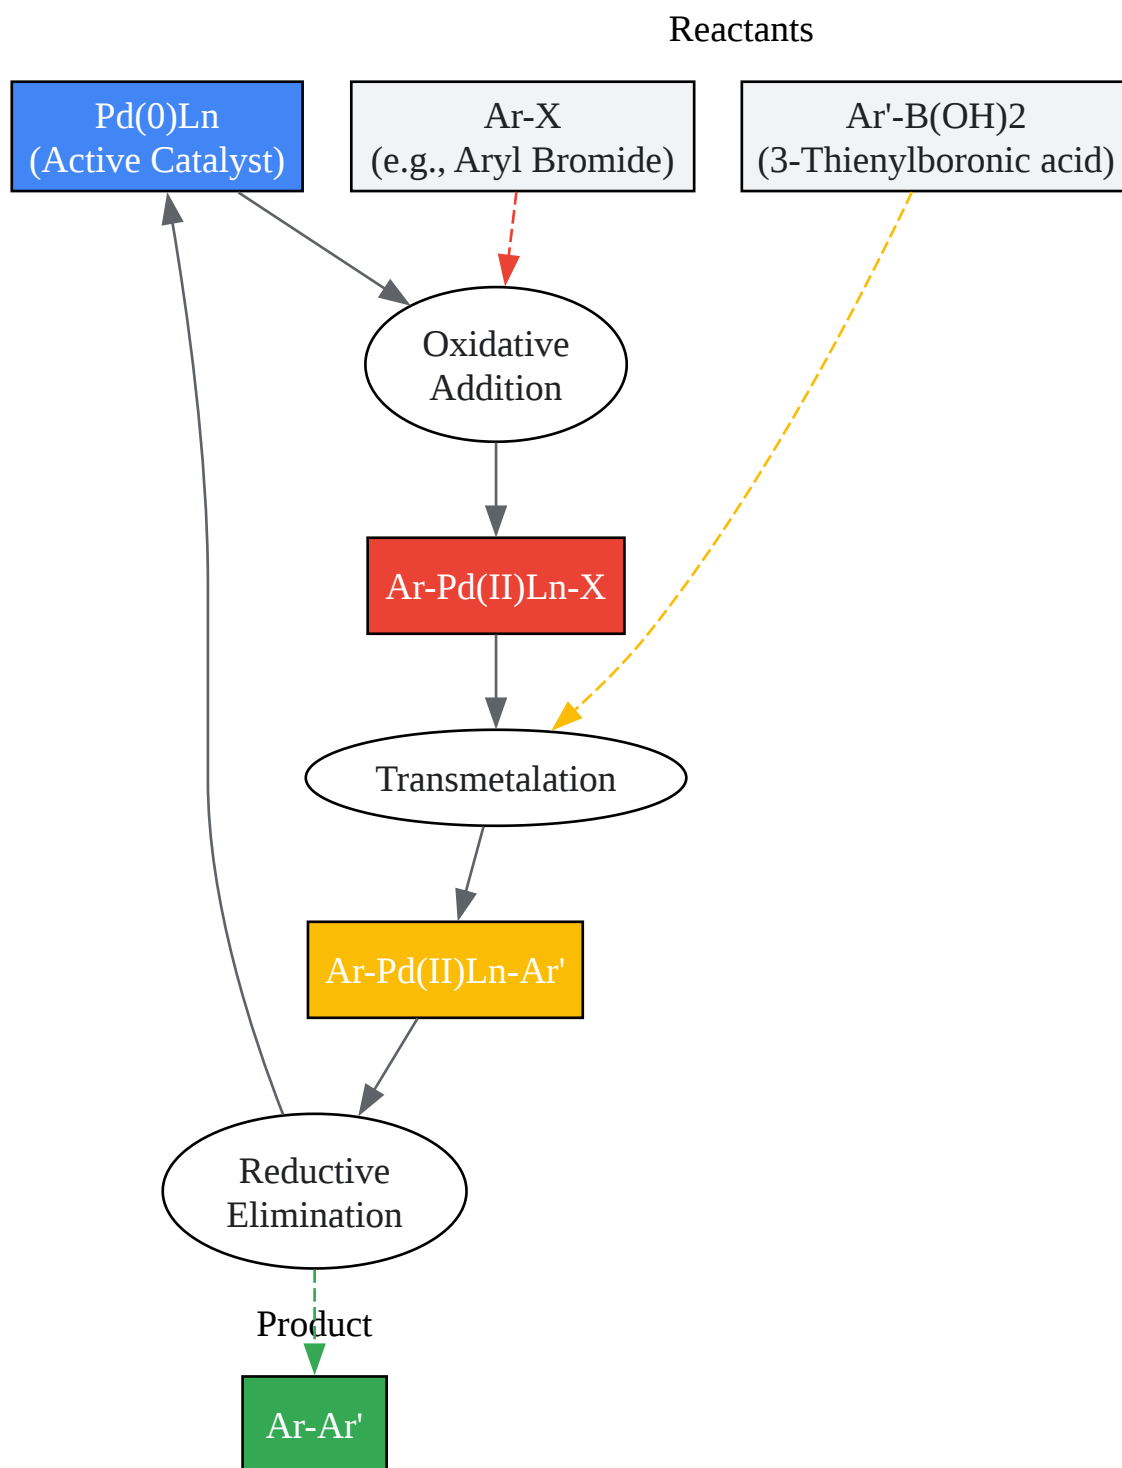 Reactants
Pd(0)Ln
(Active Catalyst)
Ar-X
(e.g., Aryl Bromide)
Ar'-B(OH)2
(3-Thienylboronic acid)
Oxidative
Addition
Ar-Pd(II)Ln-X
Transmetalation
Ar-Pd(II)Ln-Ar'
Reductive
Elimination
Product
Ar-Ar'